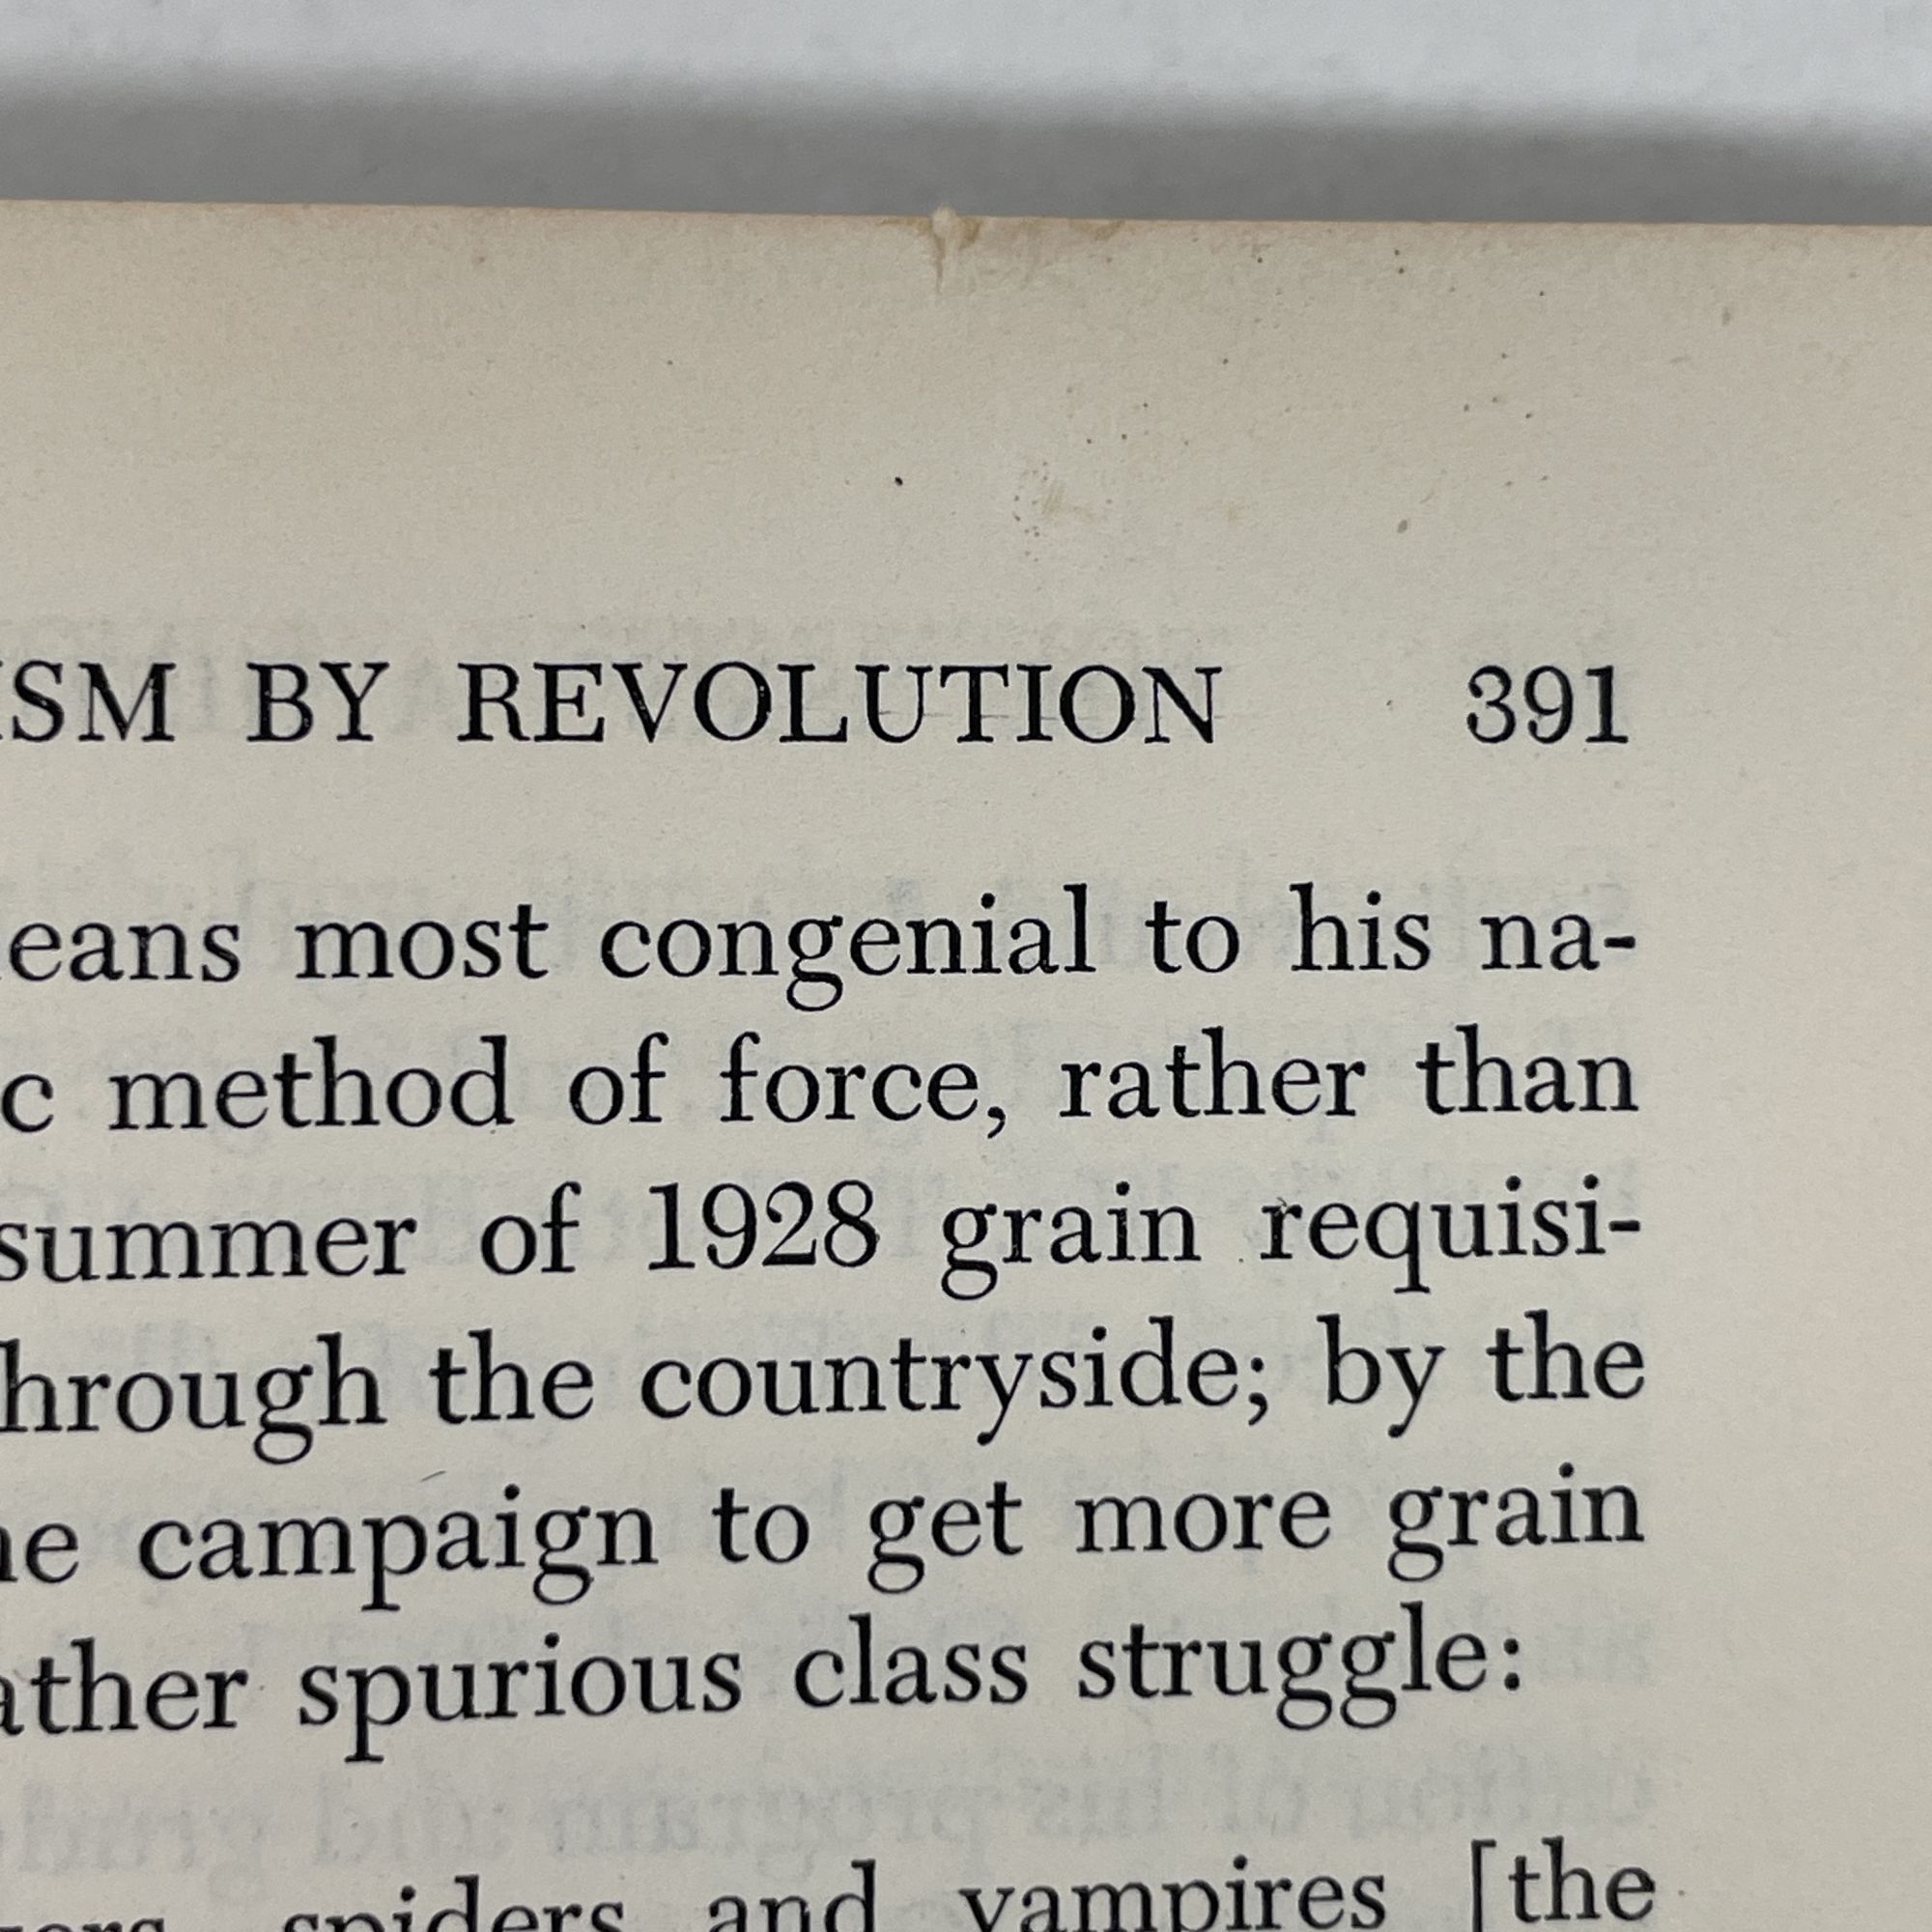 ISM BY REVOLUTION 391
eans most congenial to his na-
c method of force, rather than
summer of 1928 grain requisi-
hrough the countryside; by the
e campaign to get more grain
ather spurious class struggle:
spiders and vampires [the